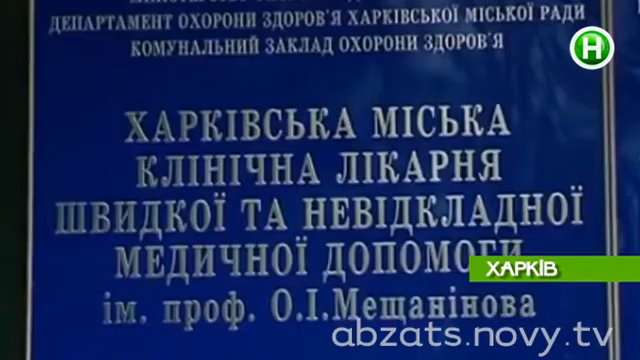 ДЕПАРТАМЕНТ ОХОРОНИ ЗДОРОВ'Я ХАРКІВСЬКОЇ МІСЬКОЇ РАДИ
КОМУНАЛЬНИЙ ЗАКЛАД ОХОРОНИ ЗДОРОВ'Я
Н
ХАРКІВСЬКА МІСЬКА
КЛІНІЧНА ЛІКАРНЯ
ШВИДКОЇ ТА НЕВІДКЛАДНОЇ
МЕДИЧНОЇ ДОПОМОГИ
ХАРКІВ
ім. проф. О.І.Мещанінова
abzats.novy.tv